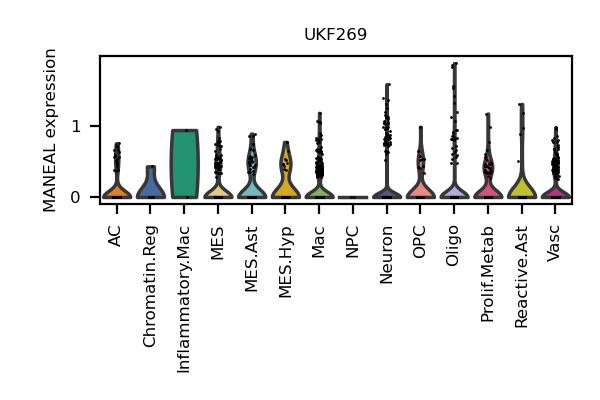 UKF269
MANEAL expression
1
0
AC
Chromatin.Reg
Inflammatory.Mac
MES
MES.Ast
MES.Hyp
Mac
NPC
Neuron
OPC
Oligo
Prolif.Metab
Reactive.Ast
Vasc